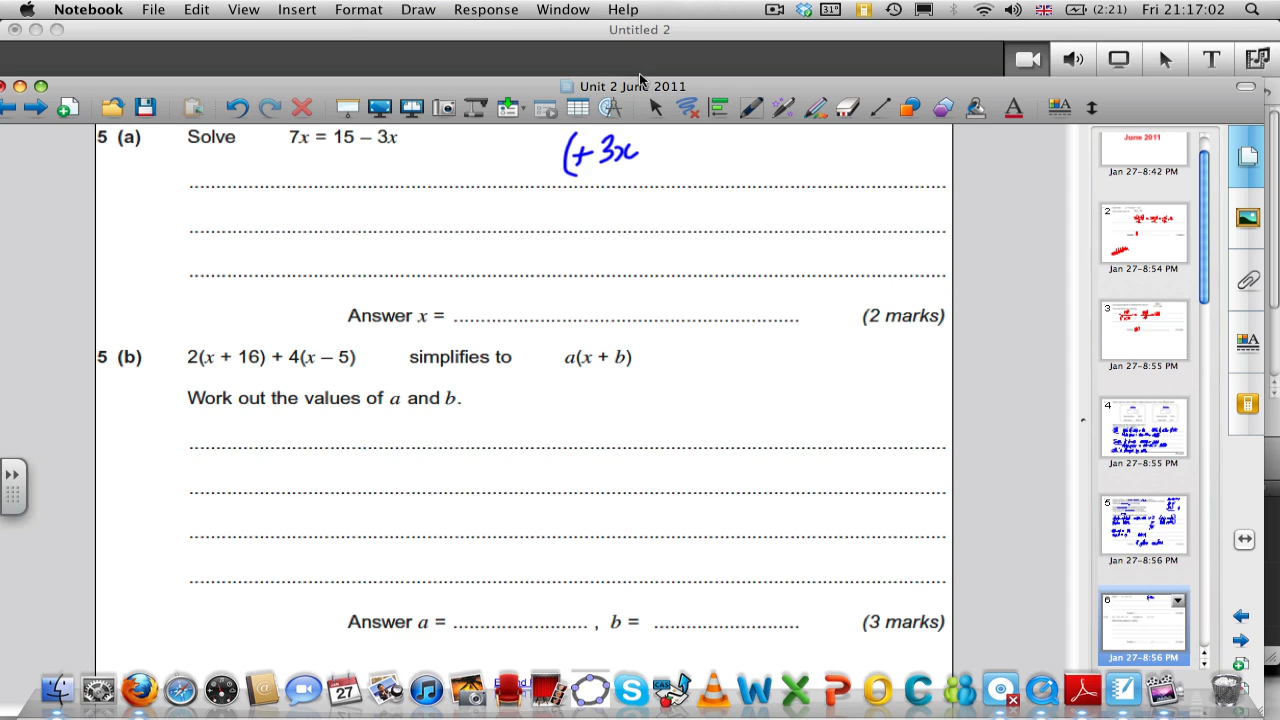 Notebook File Edit View Insert Format Draw Response Window Help 31° (2:21) Fri 21:17:02
Untitled 2
Unit 2 June 2011
5 (a) Solve 7x = 15 – 3x
(+ 3x
Answer x = (2 marks)
5 (b) 2(x + 16) + 4(x – 5) simplifies to a(x + b)
Work out the values of a and b.
Answer a = , b = (3 marks)
June 2011
Jan 27-8:42 PM
2
Jan 27-8:54 PM
3
Jan 27-8:55 PM
4
Jan 27-8:55 PM
5
Jan 27-8:56 PM
6
Jan 27-8:56 PM
JAN
27